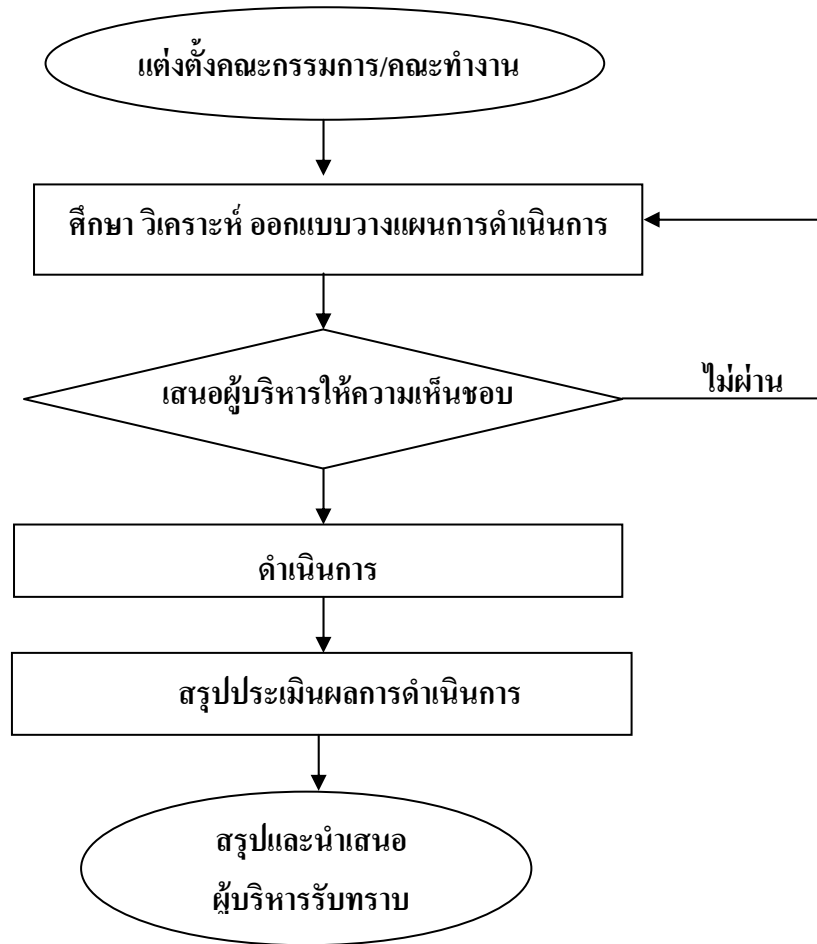 แต่งตั้งคณะกรรมการ/คณะทำงาน
ศึกษา วิเคราะห์ ออกแบบวางแผนการดำเนินการ
เสนอผู้บริหารให้ความเห็นชอบ
ไม่ผ่าน
ดำเนินการ
สรุปประเมินผลการดำเนินการ
สรุปและนำเสนอ
ผู้บริหารรับทราบ